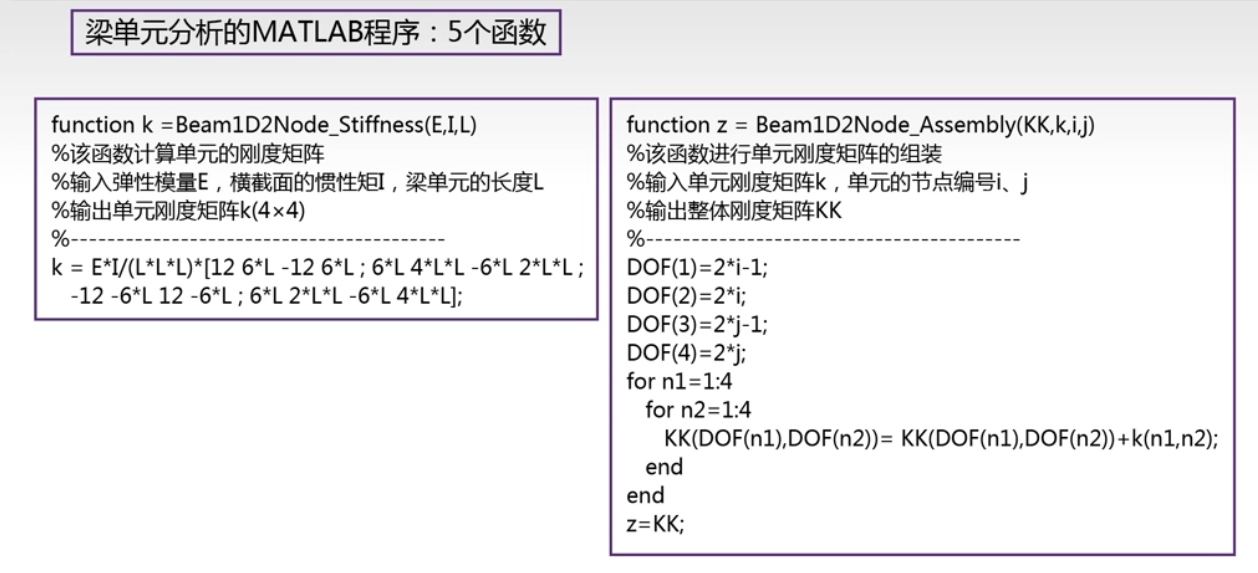 梁单元分析的MATLAB程序：5个函数
function k =Beam1D2Node_Stiffness(E,I,L)
%该函数计算单元的刚度矩阵
%输入弹性模量E，横截面的惯性矩I，梁单元的长度L
%输出单元刚度矩阵k(4×4)
%-----------------------------------------
k = E*I/(L*L*L)*[12 6*L -12 6*L ; 6*L 4*L*L -6*L 2*L*L ;
-12 -6*L 12 -6*L ; 6*L 2*L*L -6*L 4*L*L];
function z = Beam1D2Node_Assembly(KK,k,i,j)
%该函数进行单元刚度矩阵的组装
%输入单元刚度矩阵k，单元的节点编号i、j
%输出整体刚度矩阵KK
%-----------------------------------------
DOF(1)=2*i-1;
DOF(2)=2*i;
DOF(3)=2*j-1;
DOF(4)=2*j;
for n1=1:4
for n2=1:4
KK(DOF(n1),DOF(n2))= KK(DOF(n1),DOF(n2))+k(n1,n2);
end
end
z=KK;